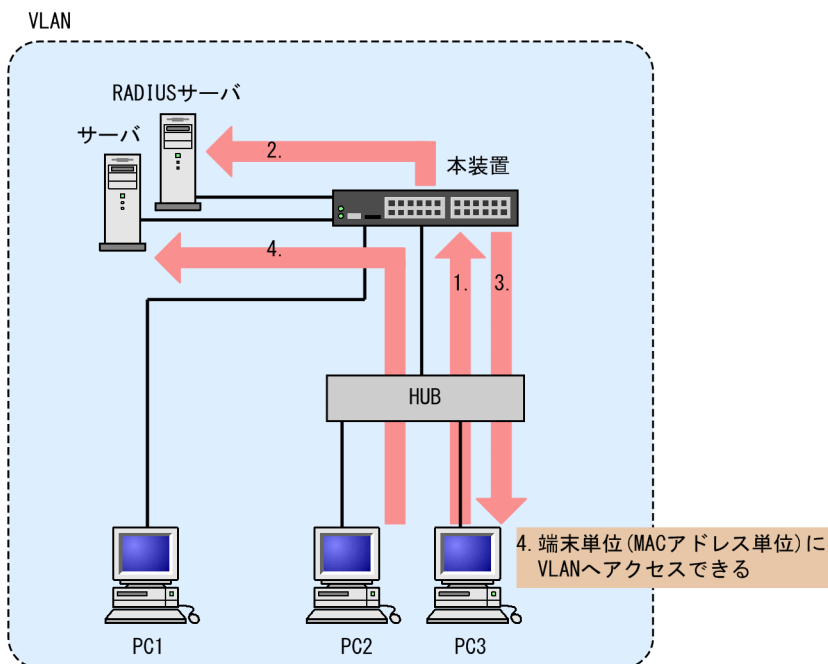 VLAN
RADIUSサーバ
サーバ
2.
本装置
4.
1.
3.
HUB
4. 端末単位(MACアドレス単位)に
VLANへアクセスできる
PC1
PC2
PC3